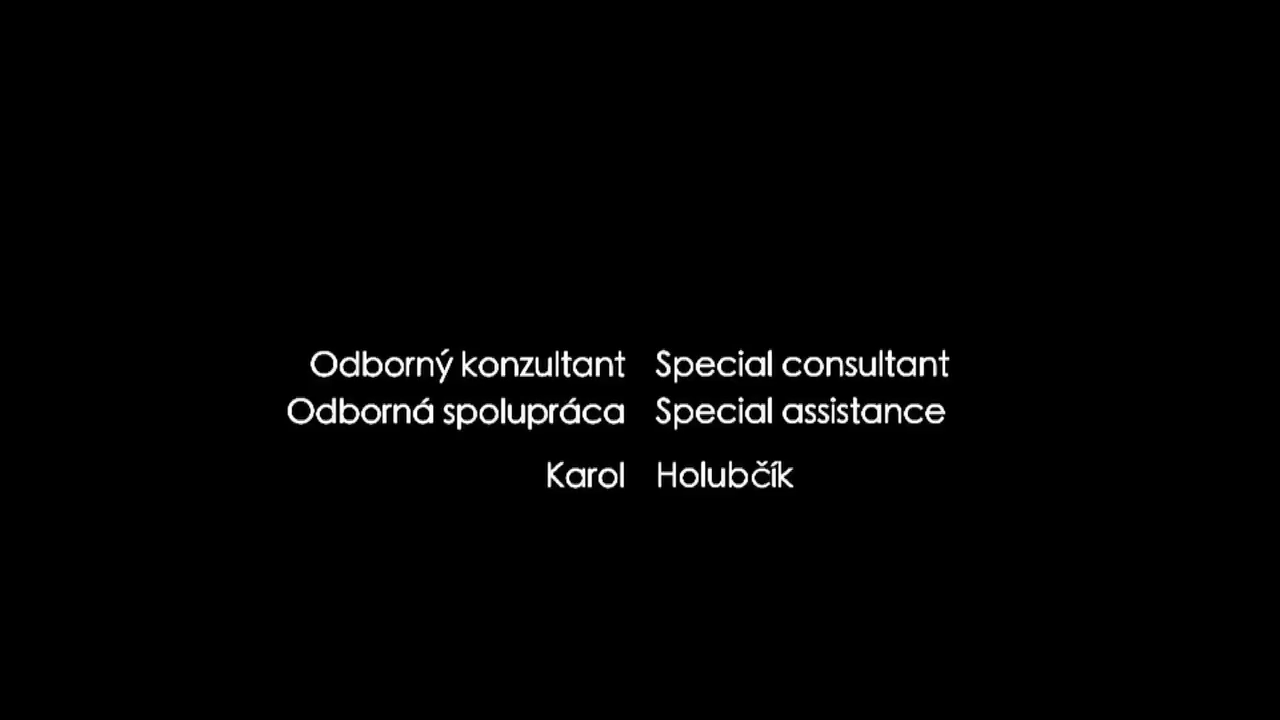 Odborný konzultant Special consultant
Odborná spolupráca Special assistance
Karol Holubčík